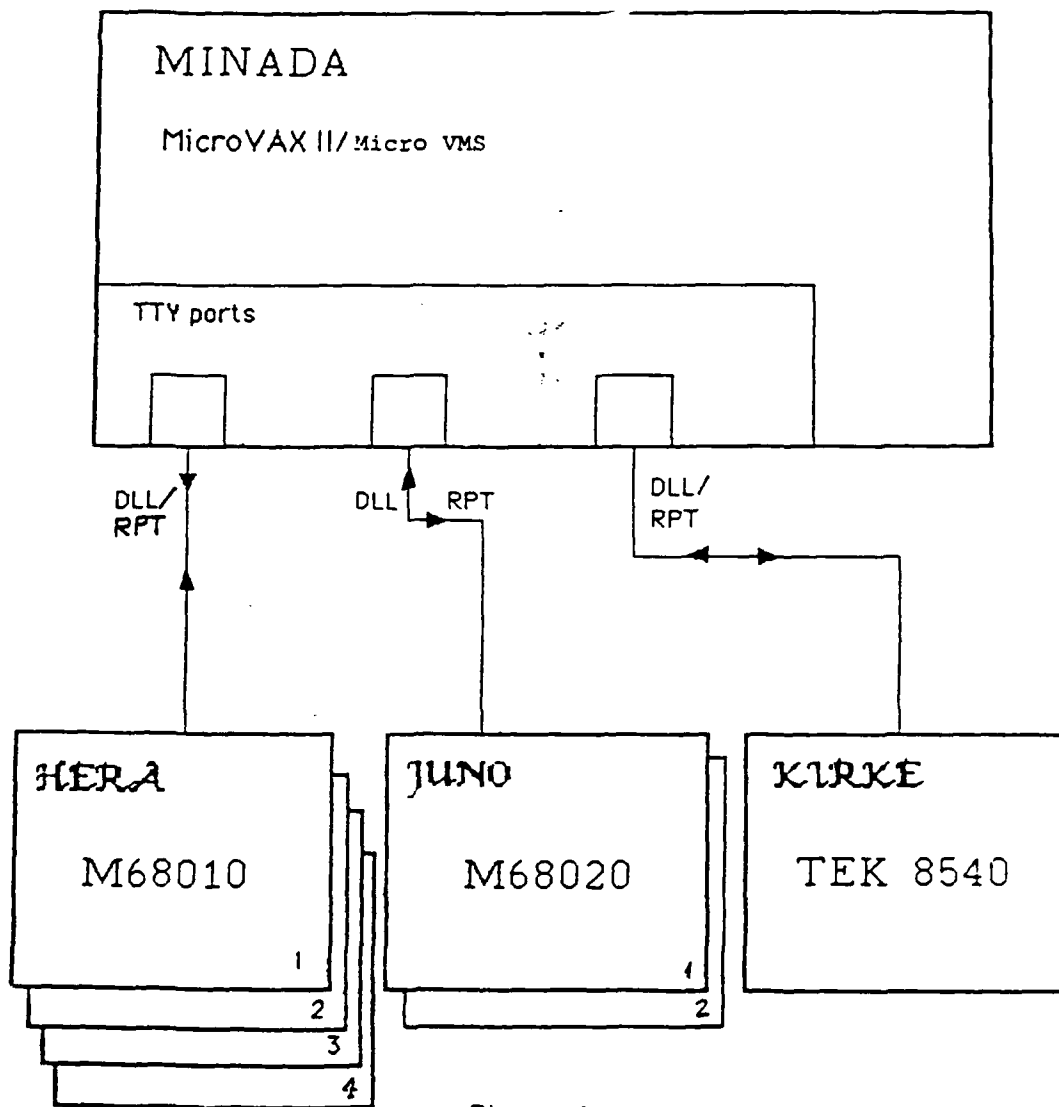 MINADA
MicroVAX II/Micro VMS
TTY ports
DLL/
RPT
DLL
RPT
DLL/
RPT
HERA
M68010
1
2
3
4
JUNO
M68020
1
2
KIRKE
TEK 8540